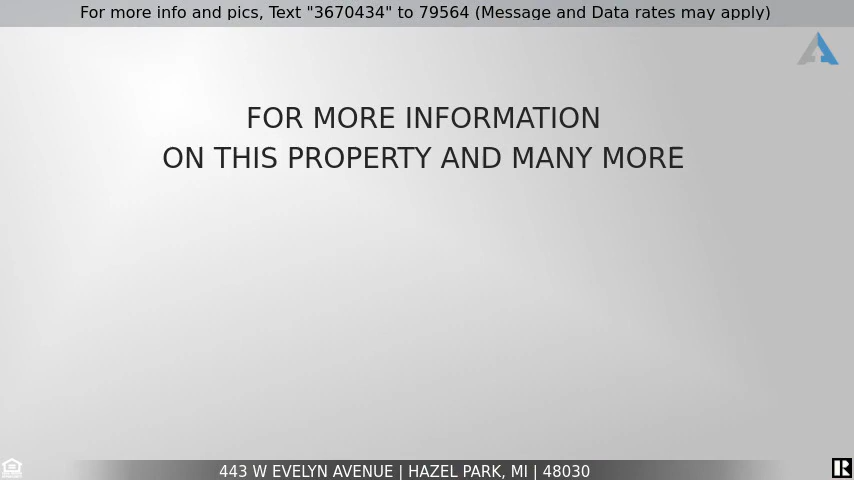 For more info and pics, Text "3670434" to 79564 (Message and Data rates may apply)
FOR MORE INFORMATION
ON THIS PROPERTY AND MANY MORE
443 W EVELYN AVENUE | HAZEL PARK, MI | 48030